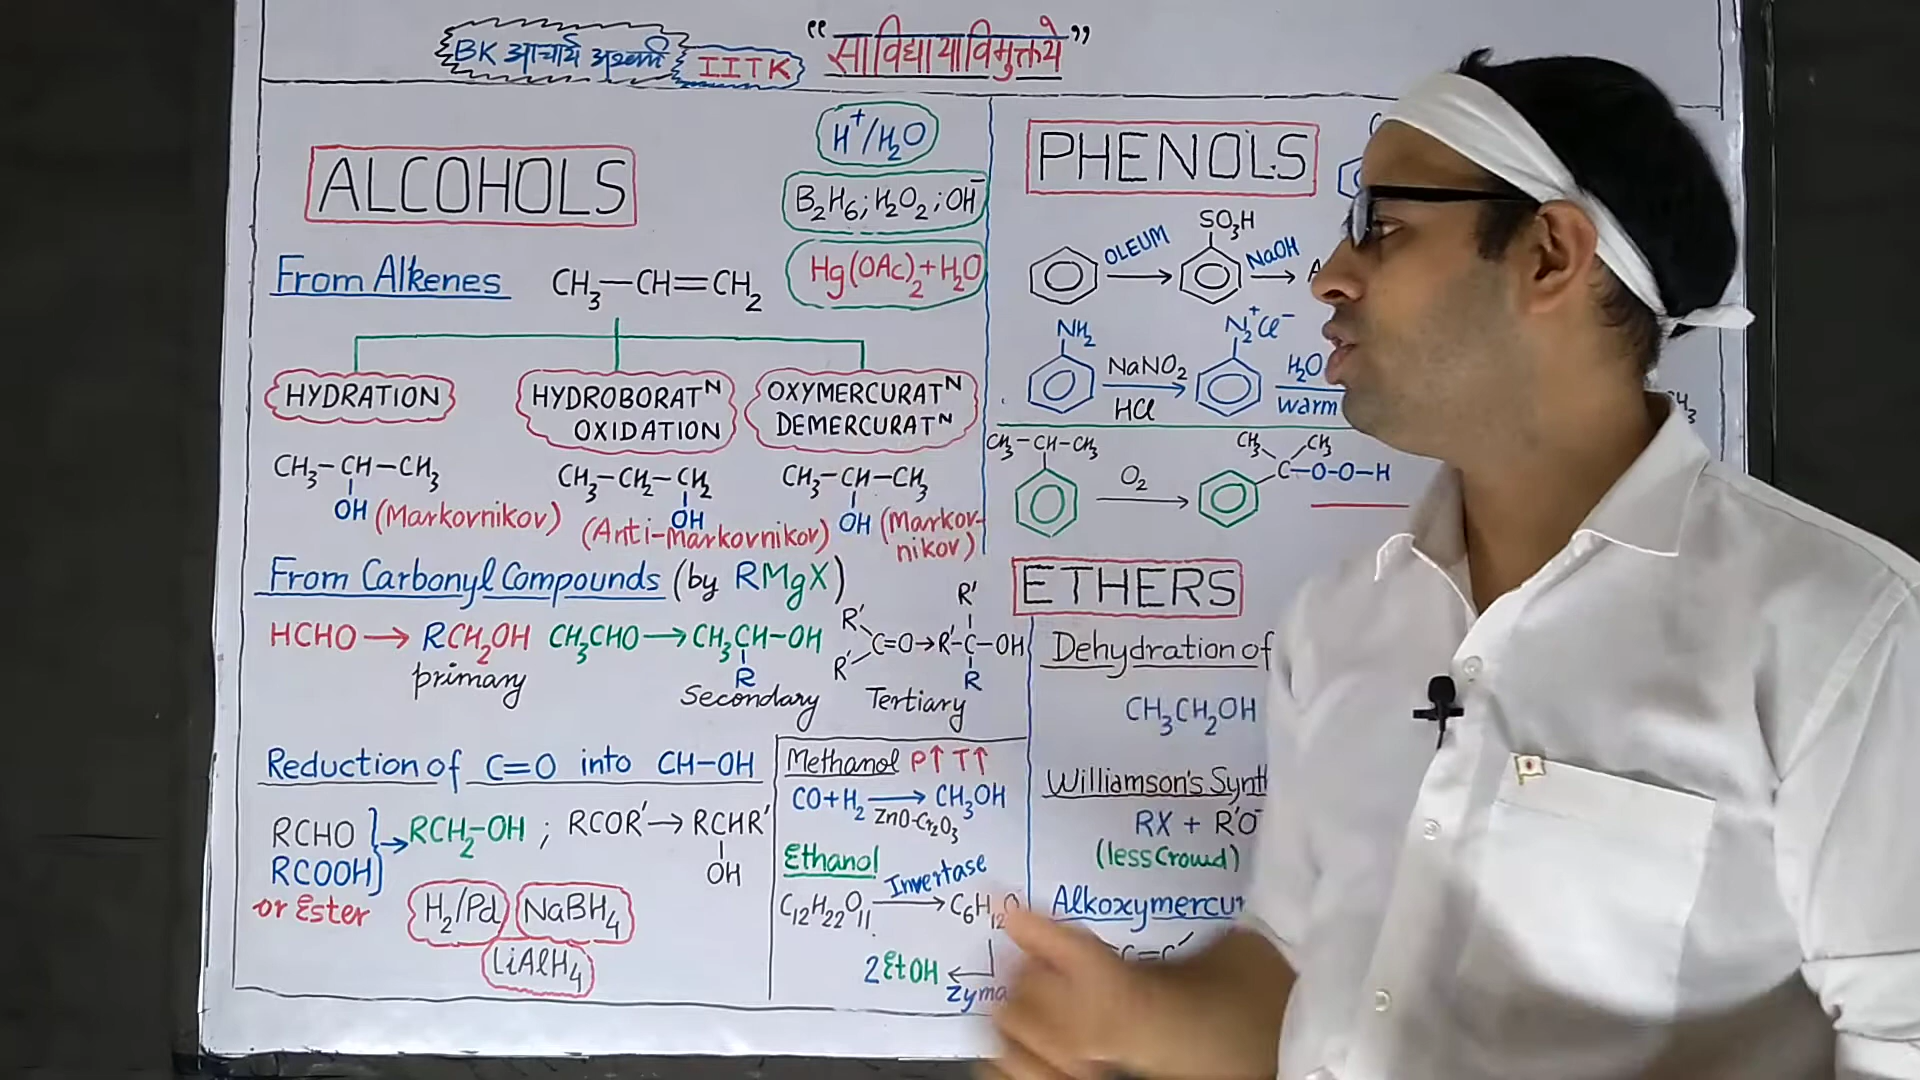 BK आचार्य अश्वनी IITK "सा विद्या या विमुक्तये"
ALCOHOLS
H⁺/H₂O
B₂H₆; H₂O₂; OH⁻
Hg(OAc)₂+H₂O
From Alkenes CH₃—CH=CH₂
HYDRATION
HYDROBORATᴺ
OXIDATION
OXYMERCURATᴺ
DEMERCURATᴺ
CH₃-CH-CH₃
OH (Markovnikov)
CH₃-CH₂-CH₂
OH
(Anti-Markovnikov)
CH₃-CH-CH₃
OH (Markov-
nikov)
From Carbonyl Compounds (by RMgX)
HCHO → RCH₂OH
primary
CH₃CHO → CH₃CH-OH
R
Secondary
R'
R' C=O → R'-C-OH
R' R
Tertiary
Reduction of C=O into CH-OH
RCHO
RCOOH } → RCH₂-OH ; RCOR' → RCHR'
OH
or Ester
H₂/Pd NaBH₄
LiAlH₄
Methanol P↑ T↑
CO+H₂ → CH₃OH
ZnO-Cr₂O₃
Ethanol
Invertase
C₁₂H₂₂O₁₁ → C₆H₁₂O
2EtOH ←
Zyma
PHENOLS
SO₃H
OLEUM NaOH
NH₂ N₂⁺Cl⁻
NaNO₂ H₂O
HCl warm
CH₃-CH-CH₃ CH₃ CH₃
O₂ C-O-O-H
ETHERS
Dehydration of
CH₃CH₂OH
Williamson's Synth
RX + R'O⁻
(less Crowd)
Alkoxymercur
C=C